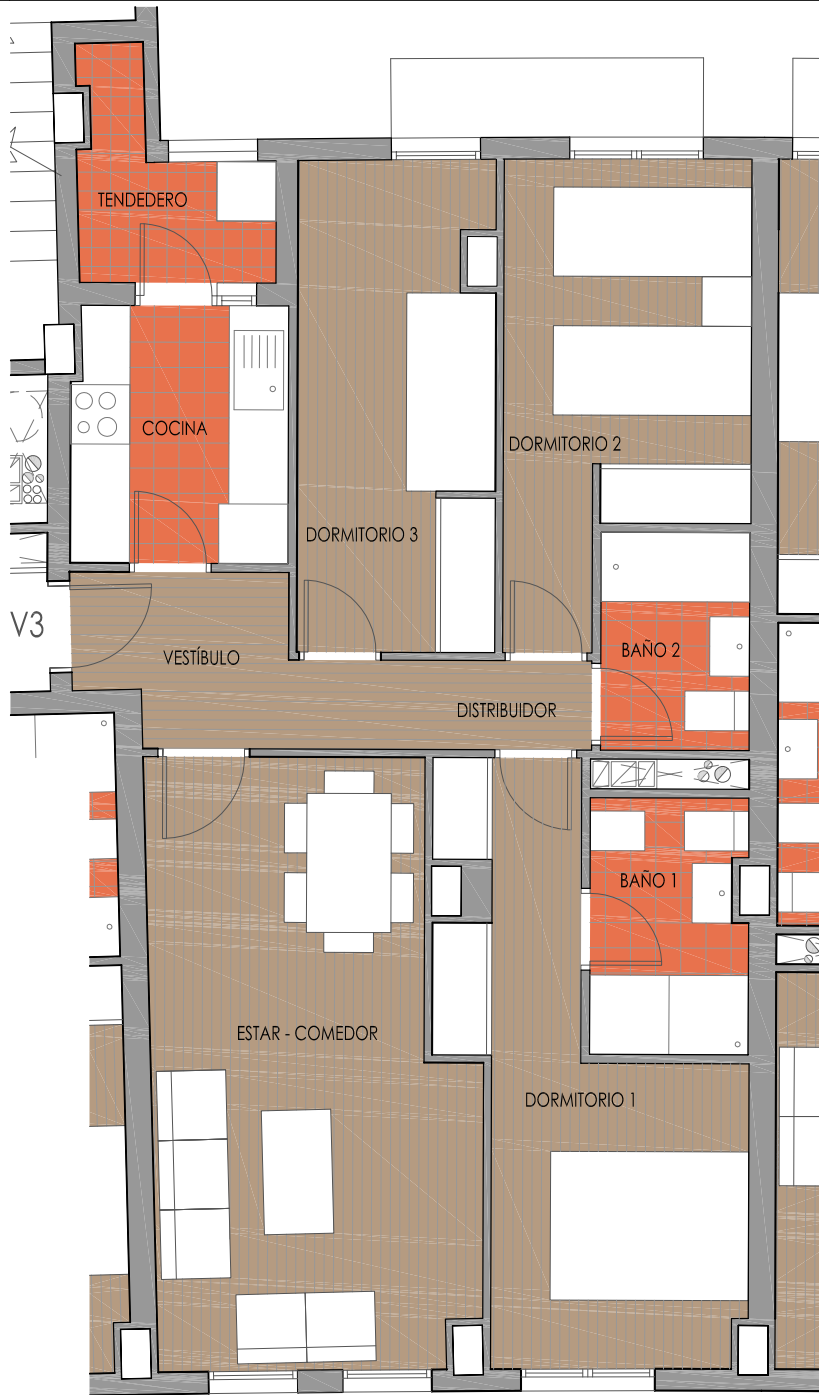 TENDEDERO
COCINA
DORMITORIO 2
DORMITORIO 3
V3
VESTÍBULO
BAÑO 2
DISTRIBUIDOR
BAÑO 1
ESTAR - COMEDOR
DORMITORIO 1